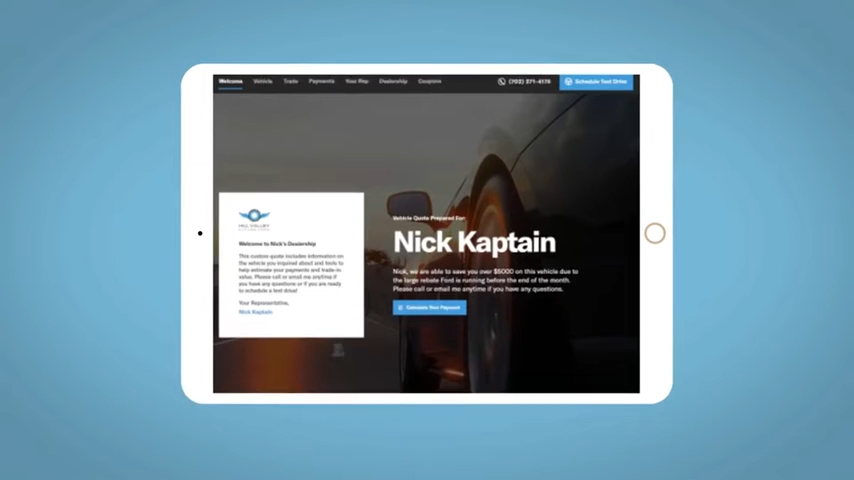 Welcome Vehicle Trade Payments Your Rep Dealership Coupons (702) 371-4178 Schedule Test Drive
HILL VALLEY
Welcome to Nick's Dealership
This custom quote includes information on
the vehicle you inquired about and tools to
help estimate your payments and trade-in
value. Please call or email me anytime if
you have any questions or if you are ready
to schedule a test drive!
Your Representative,
Nick Kaptain
Vehicle Quote Prepared For:
Nick Kaptain
Nick, we are able to save you over $5000 on this vehicle due to
the large rebate Ford is running before the end of the month.
Please call or email me anytime if you have any questions.
Calculate Your Payment